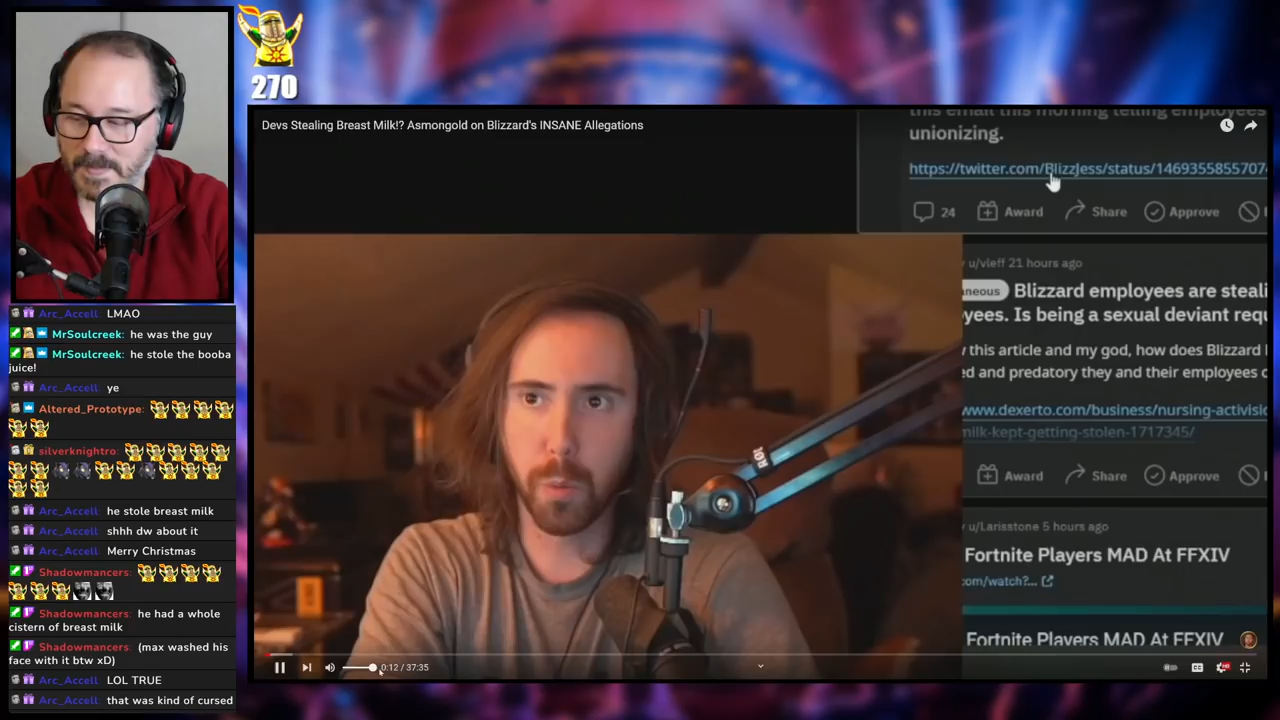 270
Devs Stealing Breast Milk!? Asmongold on Blizzard's INSANE Allegations
this email this morning telling employees
unionizing.
https://twitter.com/BlizzJess/status/14693558557074
24 Award Share Approve
u/vleff 21 hours ago
neous Blizzard employees are steali
yees. Is being a sexual deviant requ
this article and my god, how does Blizzard
ed and predatory they and their employees
www.dexerto.com/business/nursing-activisio
milk-kept-getting-stolen-1717345/
Award Share Approve
u/Larisstone 5 hours ago
Fortnite Players MAD At FFXIV
com/watch?...
Fortnite Players MAD At FFXIV
0:12 / 37:35
CC
HD
Arc_Accell: LMAO
MrSoulcreek: he was the guy
MrSoulcreek: he stole the booba
juice!
Arc_Accell: ye
Altered_Prototype:
silverknightro:
Arc_Accell: he stole breast milk
Arc_Accell: shhh dw about it
Arc_Accell: Merry Christmas
Shadowmancers:
Shadowmancers: he had a whole
cistern of breast milk
Shadowmancers: (max washed his
face with it btw xD)
Arc_Accell: LOL TRUE
Arc_Accell: that was kind of cursed